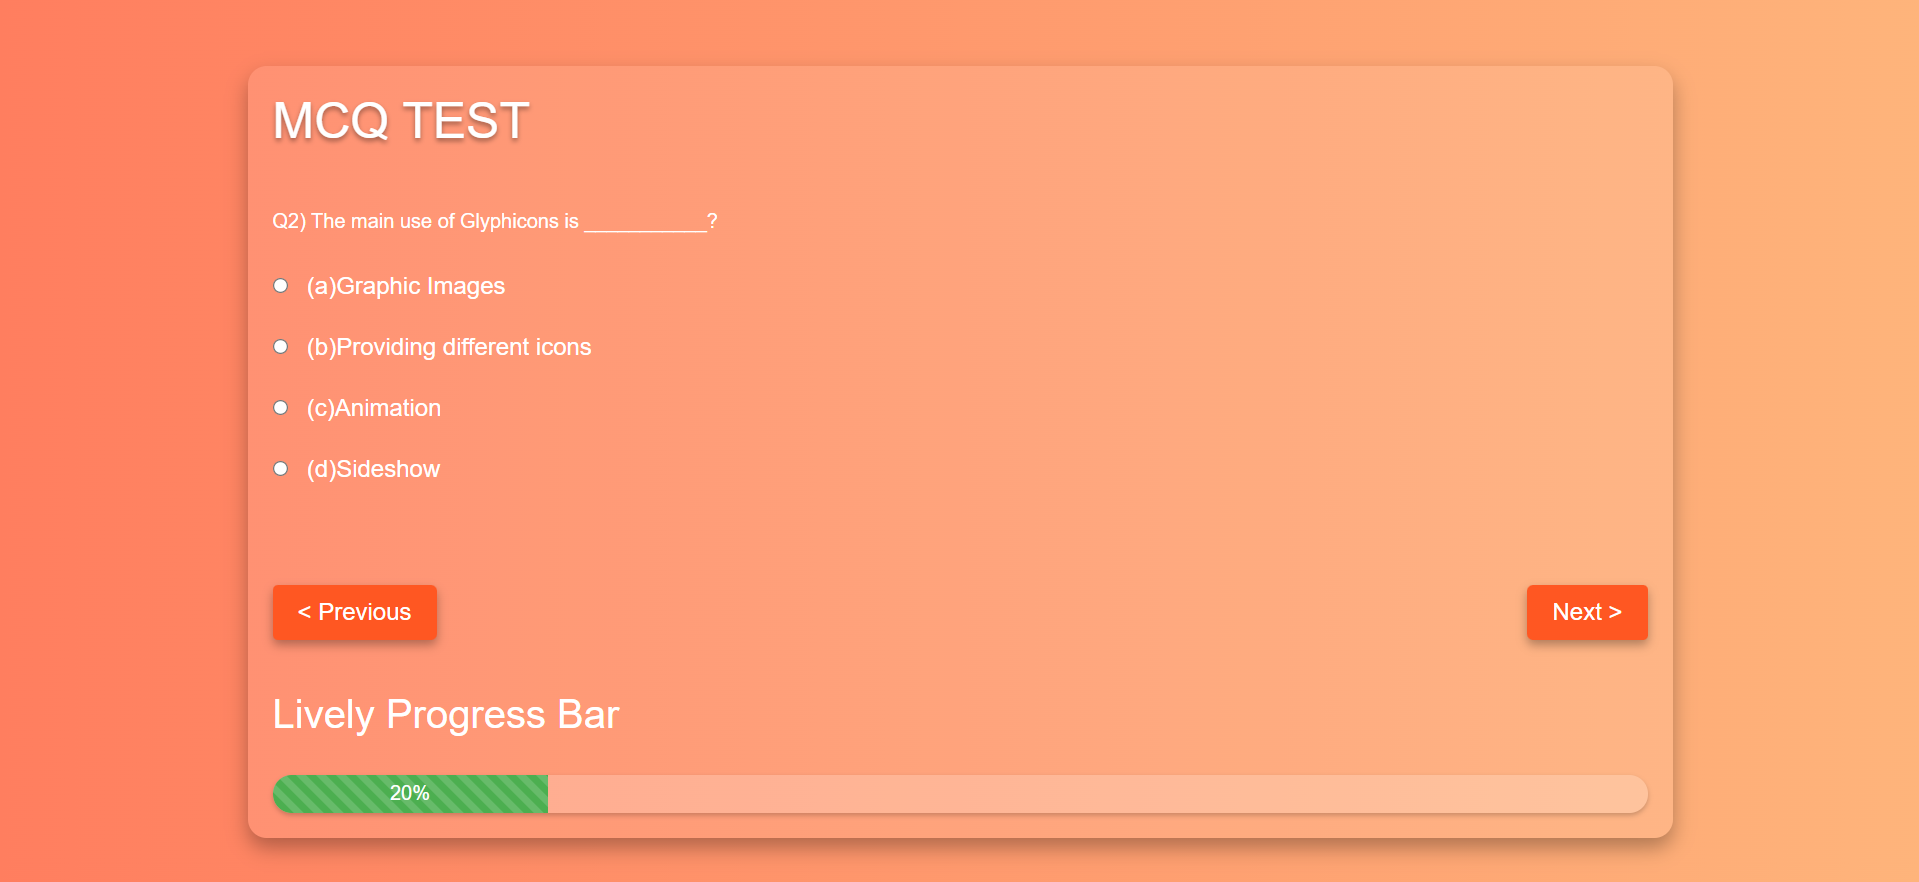 MCQ TEST
Q2) The main use of Glyphicons is ___________?
(a)Graphic Images
(b)Providing different icons
(c)Animation
(d)Sideshow
< Previous
Next >
Lively Progress Bar
20%